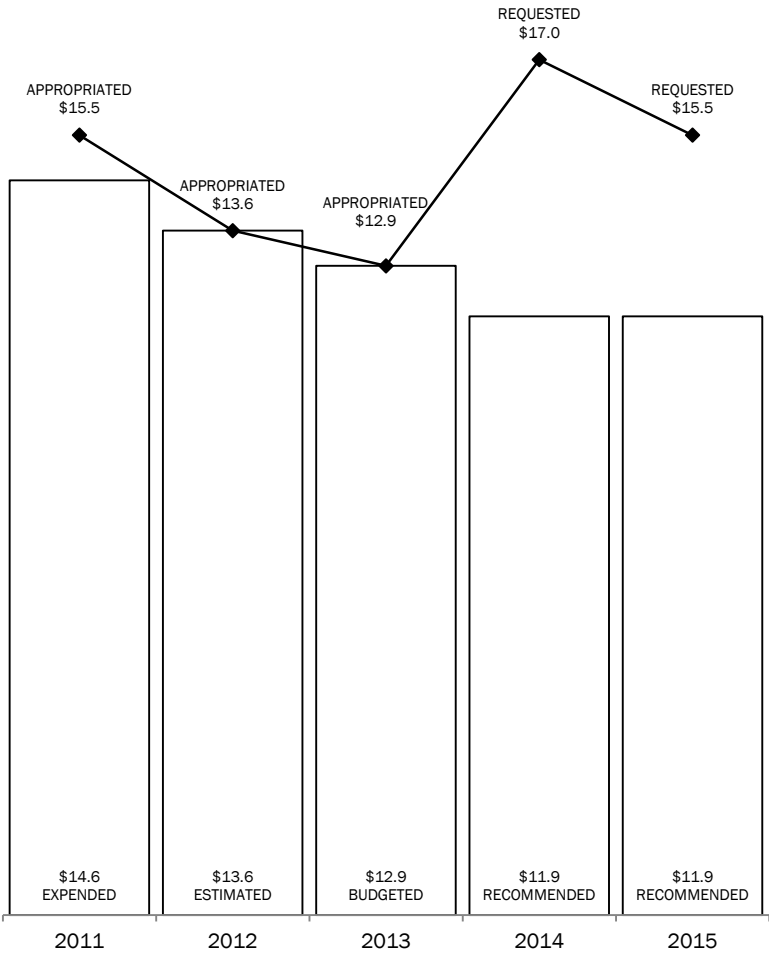 REQUESTED
$17.0
APPROPRIATED
$15.5
REQUESTED
$15.5
APPROPRIATED
$13.6
APPROPRIATED
$12.9
$14.6
EXPENDED
$13.6
ESTIMATED
$12.9
BUDGETED
$11.9
RECOMMENDED
$11.9
RECOMMENDED
2011
2012
2013
2014
2015